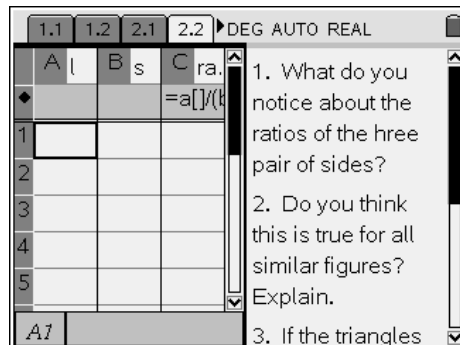 1.1 1.2 2.1 2.2 DEG AUTO REAL
A l B s C ra.
=a[]/(b
1
2
3
4
5
A1
1. What do you
notice about the
ratios of the hree
pair of sides?
2. Do you think
this is true for all
similar figures?
Explain.
3. If the triangles